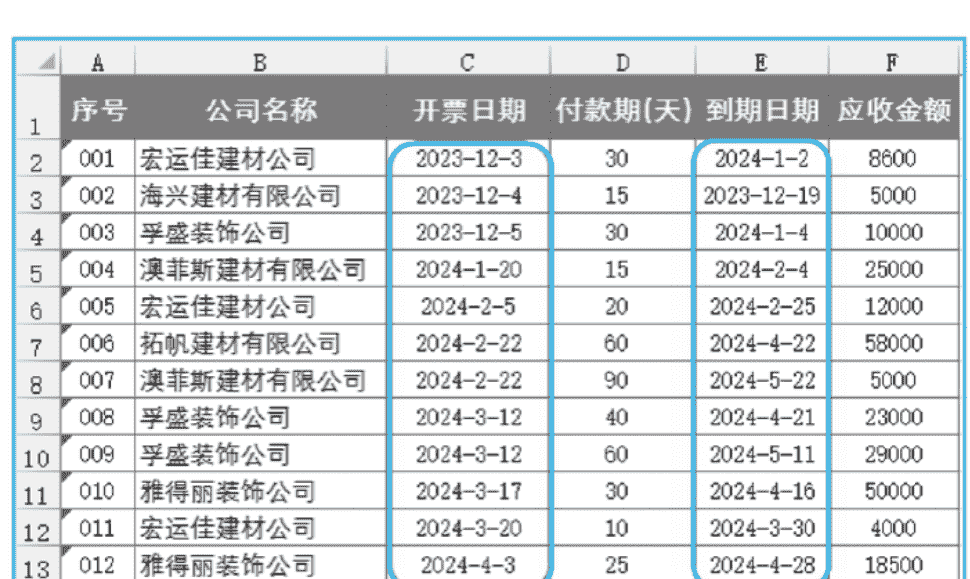 A B C D E F
1 序号 公司名称 开票日期 付款期(天) 到期日期 应收金额
2 001 宏运佳建材公司 2023-12-3 30 2024-1-2 8600
3 002 海兴建材有限公司 2023-12-4 15 2023-12-19 5000
4 003 孚盛装饰公司 2023-12-5 30 2024-1-4 10000
5 004 澳菲斯建材有限公司 2024-1-20 15 2024-2-4 25000
6 005 宏运佳建材公司 2024-2-5 20 2024-2-25 12000
7 006 拓帆建材有限公司 2024-2-22 60 2024-4-22 58000
8 007 澳菲斯建材有限公司 2024-2-22 90 2024-5-22 5000
9 008 孚盛装饰公司 2024-3-12 40 2024-4-21 23000
10 009 孚盛装饰公司 2024-3-12 60 2024-5-11 29000
11 010 雅得丽装饰公司 2024-3-17 30 2024-4-16 50000
12 011 宏运佳建材公司 2024-3-20 10 2024-3-30 4000
13 012 雅得丽装饰公司 2024-4-3 25 2024-4-28 18500